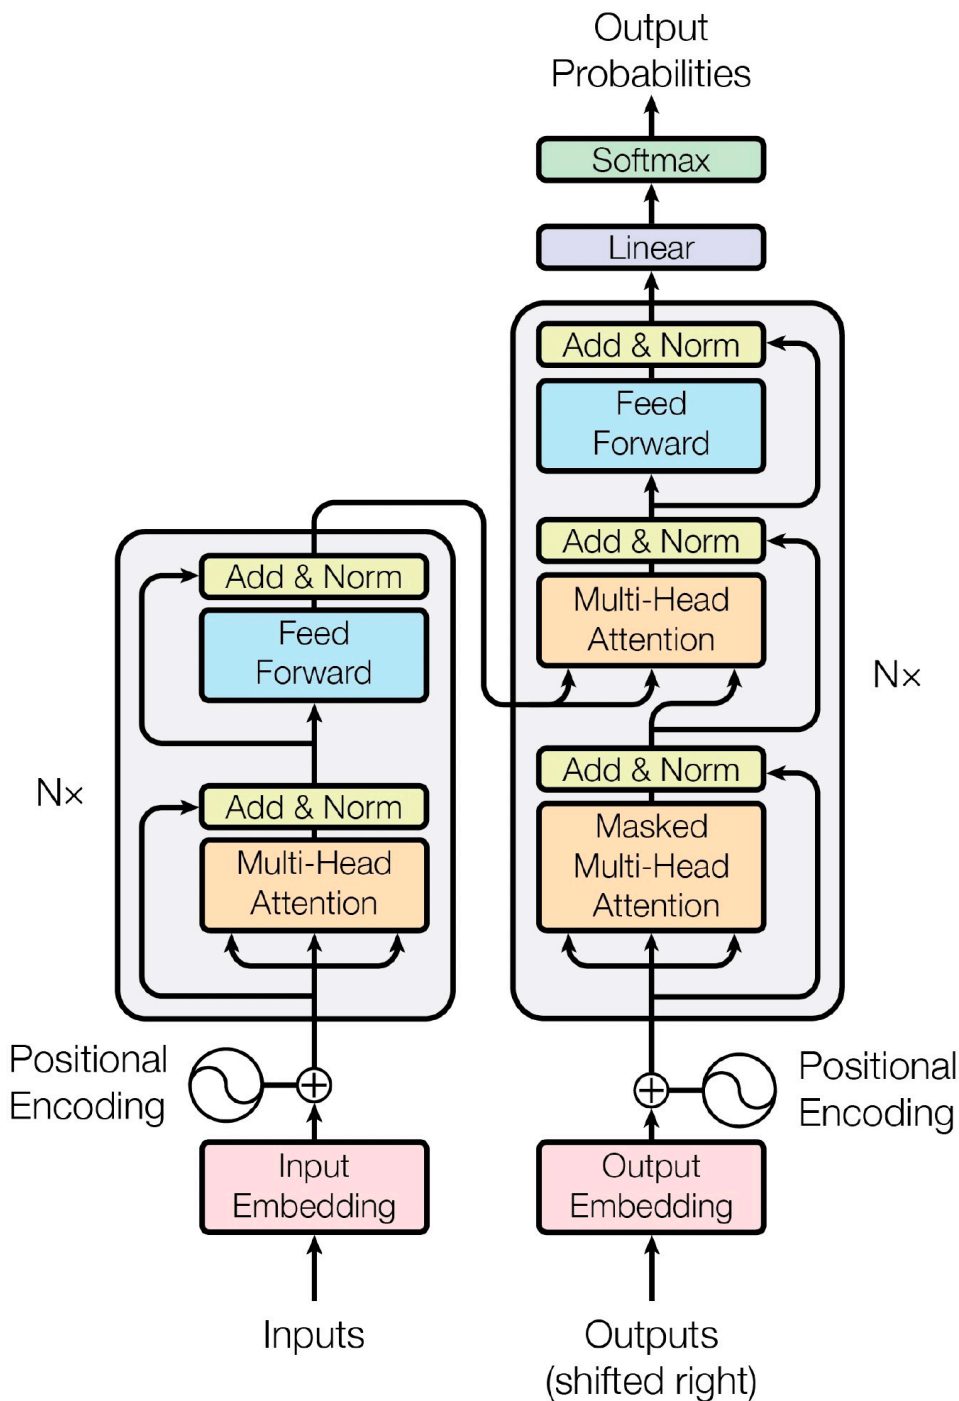 Output
Probabilities
Softmax
Linear
Add & Norm
Feed
Forward
Add & Norm
Multi-Head
Attention
Add & Norm
Masked
Multi-Head
Attention
N×
Add & Norm
Feed
Forward
Add & Norm
Multi-Head
Attention
N×
Positional
Encoding
Positional
Encoding
Input
Embedding
Output
Embedding
Inputs
Outputs
(shifted right)